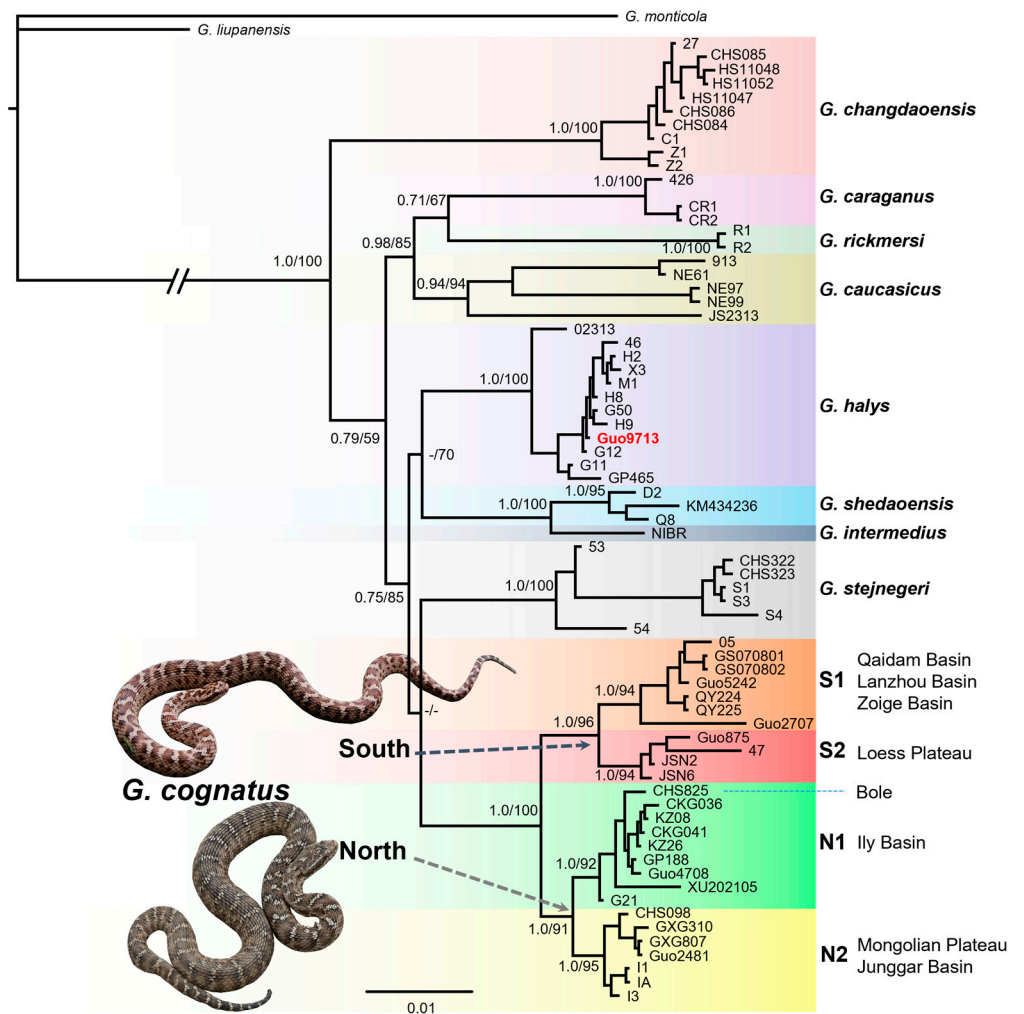 G. monticola
G. liupanensis
27
CHS085
HS11048
HS11052
HS11047
CHS086
CHS084
C1
Z1
Z2
1.0/100
G. changdaoensis
426
CR1
CR2
1.0/100
0.71/67
G. caraganus
R1
R2
1.0/100
G. rickmersi
0.98/85
1.0/100
913
NE61
NE97
NE99
JS2313
0.94/94
G. caucasicus
02313
46
H2
X3
M1
H8
G50
H9
Guo9713
G12
G11
GP465
1.0/100
G. halys
0.79/59
-/70
D2
KM434236
Q8
1.0/95
1.0/100
G. shedaoensis
NIBR
G. intermedius
53
CHS322
CHS323
S1
S3
S4
54
1.0/100
0.75/85
G. stejnegeri
05
GS070801
GS070802
Guo5242
QY224
QY225
Guo2707
1.0/94
1.0/96
-/-
S1
Qaidam Basin
Lanzhou Basin
Zoige Basin
South
Guo875
47
JSN2
JSN6
1.0/94
S2
Loess Plateau
G. cognatus
1.0/100
CHS825
Bole
CKG036
KZ08
CKG041
KZ26
GP188
Guo4708
XU202105
G21
1.0/92
N1
Ily Basin
North
1.0/91
CHS098
GXG310
GXG807
Guo2481
I1
IA
I3
1.0/95
N2
Mongolian Plateau
Junggar Basin
0.01